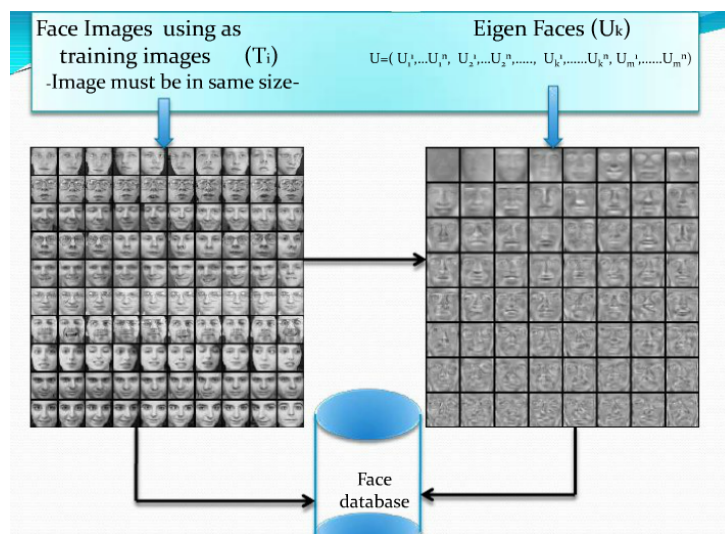 Face Images using as
training images (Ti)
-Image must be in same size-
Eigen Faces (Uk)
U=( U₁¹,...U₁ⁿ, U₂¹,...U₂ⁿ,....., Uₖ¹,......Uₖⁿ, Uₘ¹,......Uₘⁿ)
Face
database